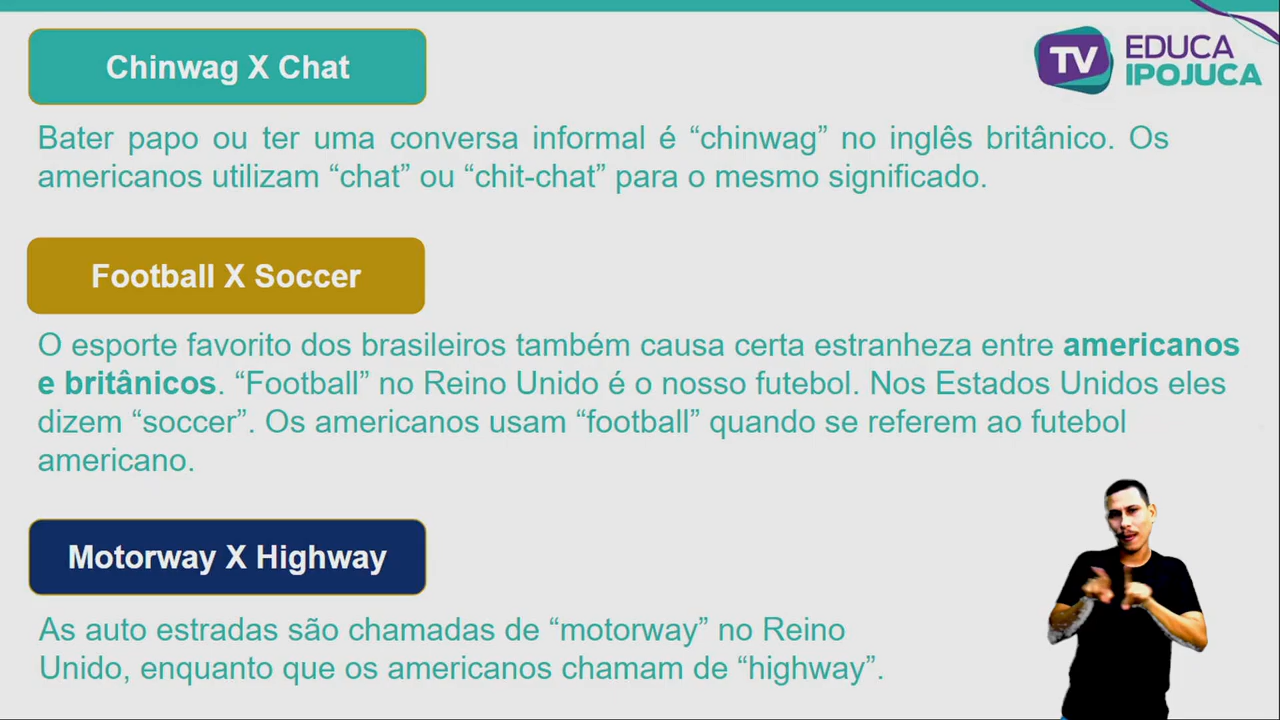 Chinwag X Chat
TV EDUCA
IPOJUCA
Bater papo ou ter uma conversa informal é “chinwag” no inglês britânico. Os
americanos utilizam “chat” ou “chit-chat” para o mesmo significado.
Football X Soccer
O esporte favorito dos brasileiros também causa certa estranheza entre americanos
e britânicos. “Football” no Reino Unido é o nosso futebol. Nos Estados Unidos eles
dizem “soccer”. Os americanos usam “football” quando se referem ao futebol
americano.
Motorway X Highway
As auto estradas são chamadas de “motorway” no Reino
Unido, enquanto que os americanos chamam de “highway”.